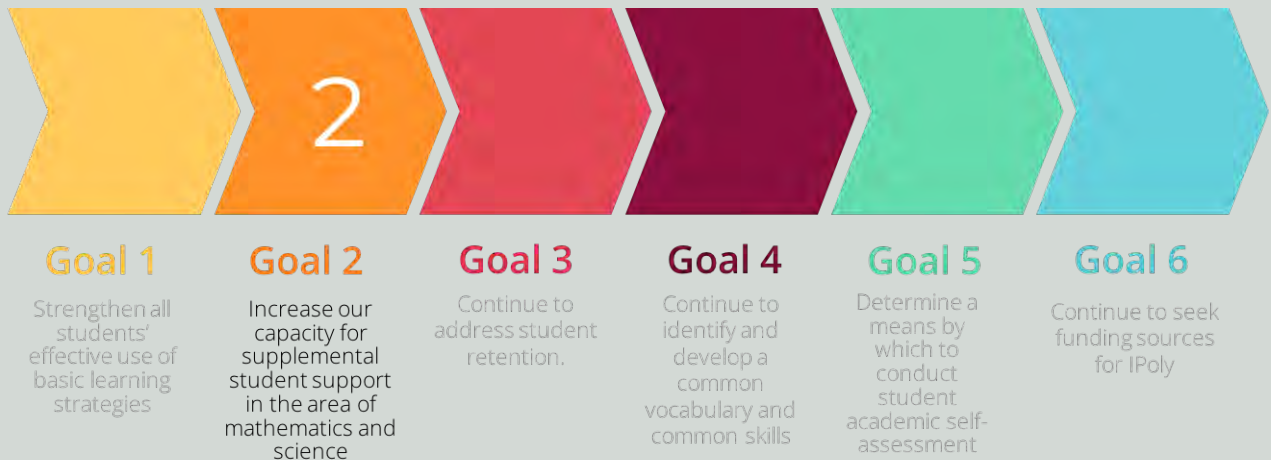 2
Goal 1
Strengthen all
students'
effective use of
basic learning
strategies
Goal 2
Increase our
capacity for
supplemental
student support
in the area of
mathematics and
science
Goal 3
Continue to
address student
retention.
Goal 4
Continue to
identify and
develop a
common
vocabulary and
common skills
Goal 5
Determine a
means by
which to
conduct
student
academic self-
assessment
Goal 6
Continue to seek
funding sources
for IPoly